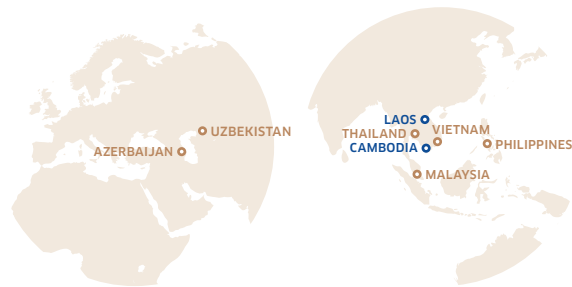 UZBEKISTAN
AZERBAIJAN
LAOS
THAILAND
VIETNAM
CAMBODIA
PHILIPPINES
MALAYSIA